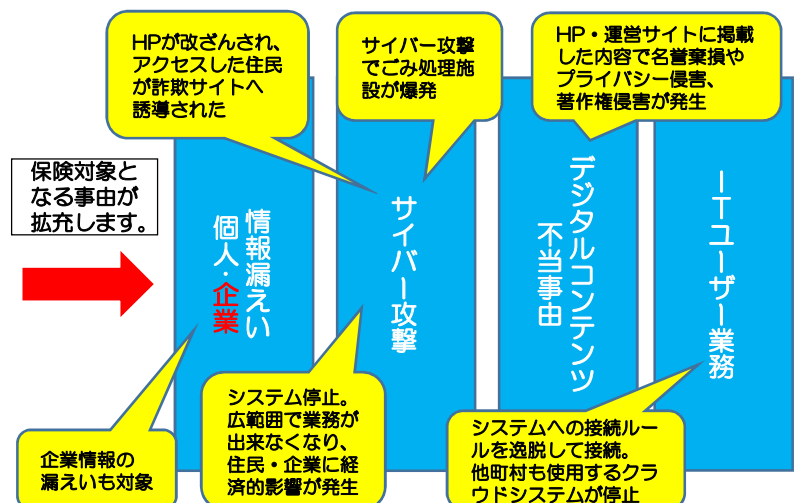 HPが改ざんされ、
アクセスした住民
が詐欺サイトへ
誘導された
サイバー攻撃
でごみ処理施
設が爆発
HP・運営サイトに掲載
した内容で名誉棄損や
プライバシー侵害、
著作権侵害が発生
保険対象と
なる事由が
拡充します。
情報漏えい
個人・企業
サイバー攻撃
デジタルコンテンツ
不当事由
ITユーザー業務
企業情報の
漏えいも対象
システム停止。
広範囲で業務が
出来なくなり、
住民・企業に経
済的影響が発生
システムへの接続ルー
ルを逸脱して接続。
他町村も使用するクラ
ウドシステムが停止